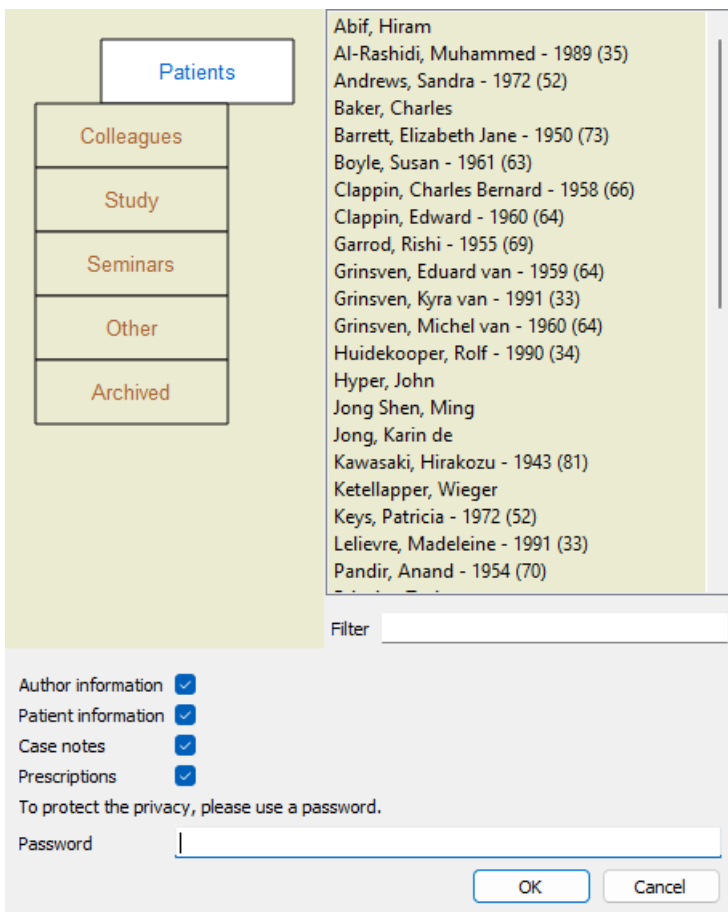 Patients
Colleagues
Study
Seminars
Other
Archived
Abif, Hiram
Al-Rashidi, Muhammed - 1989 (35)
Andrews, Sandra - 1972 (52)
Baker, Charles
Barrett, Elizabeth Jane - 1950 (73)
Boyle, Susan - 1961 (63)
Clappin, Charles Bernard - 1958 (66)
Clappin, Edward - 1960 (64)
Garrod, Rishi - 1955 (69)
Grinsven, Eduard van - 1959 (64)
Grinsven, Kyra van - 1991 (33)
Grinsven, Michel van - 1960 (64)
Huidekooper, Rolf - 1990 (34)
Hyper, John
Jong Shen, Ming
Jong, Karin de
Kawasaki, Hirakozu - 1943 (81)
Ketellapper, Wieger
Keys, Patricia - 1972 (52)
Lelievre, Madeleine - 1991 (33)
Pandir, Anand - 1954 (70)
Filter
Author information
Patient information
Case notes
Prescriptions
To protect the privacy, please use a password.
Password
OK Cancel